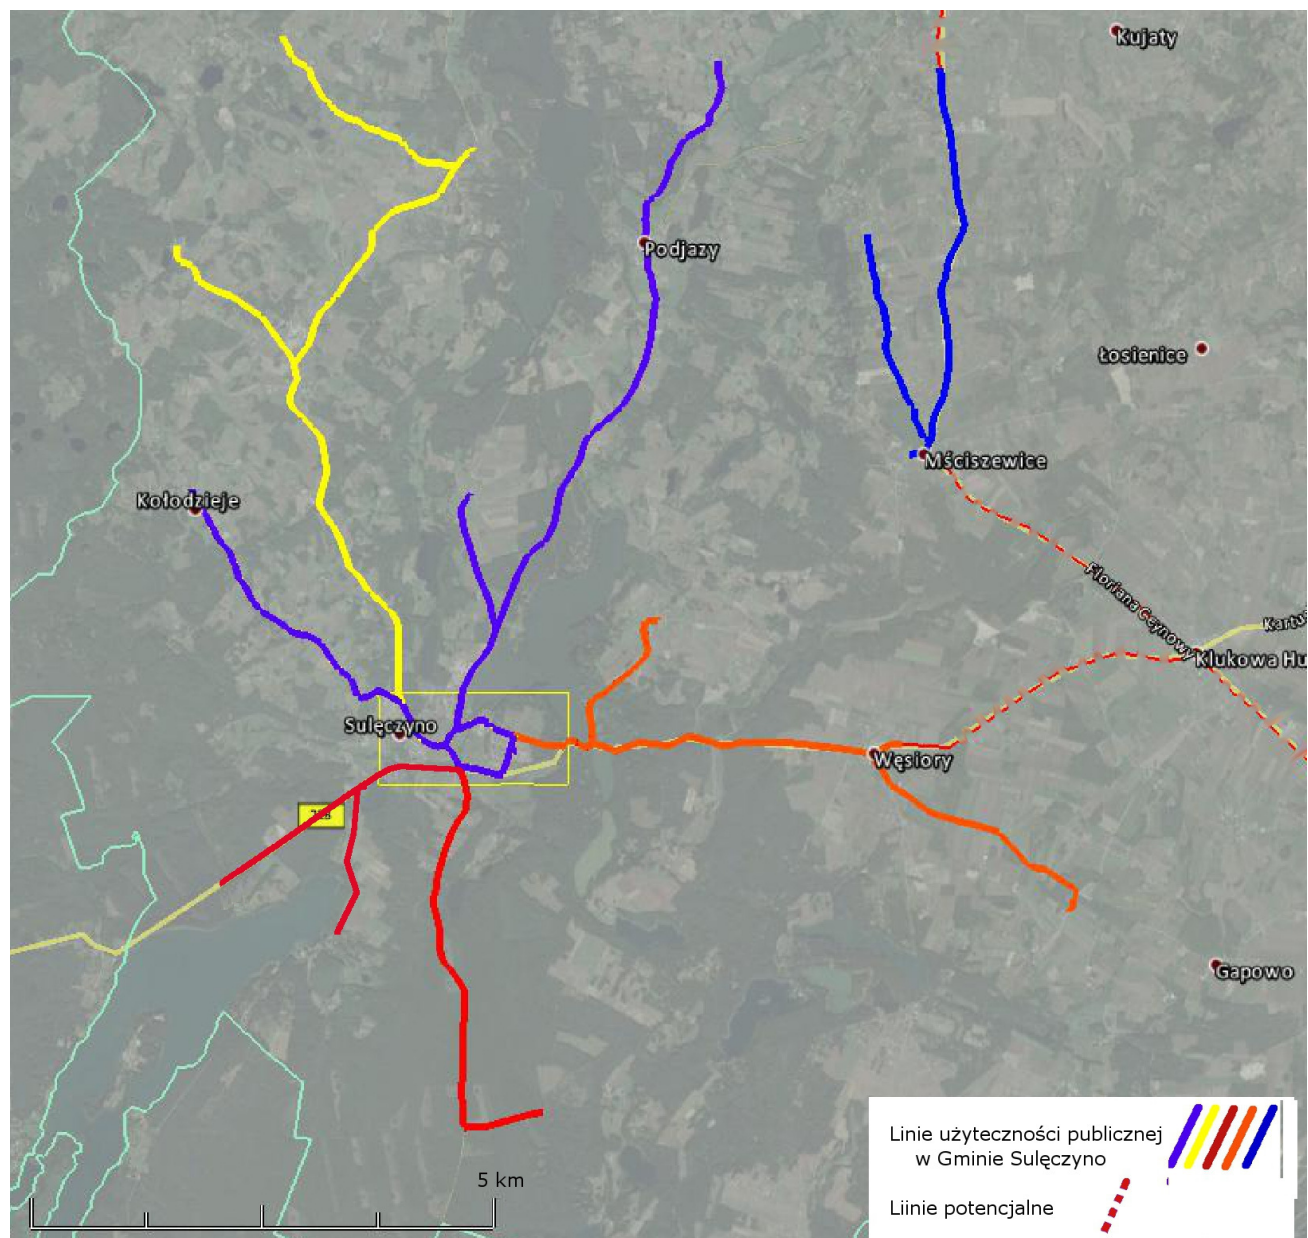 Kujaty
Podjazy
Łosienice
Mściszewice
Kołodzieje
Floriana Ceynowy
Klukowa Hu
Sulęczyno
Węsiory
Gapowo
5 km
Linie użyteczności publicznej
w Gminie Sulęczyno
Liinie potencjalne